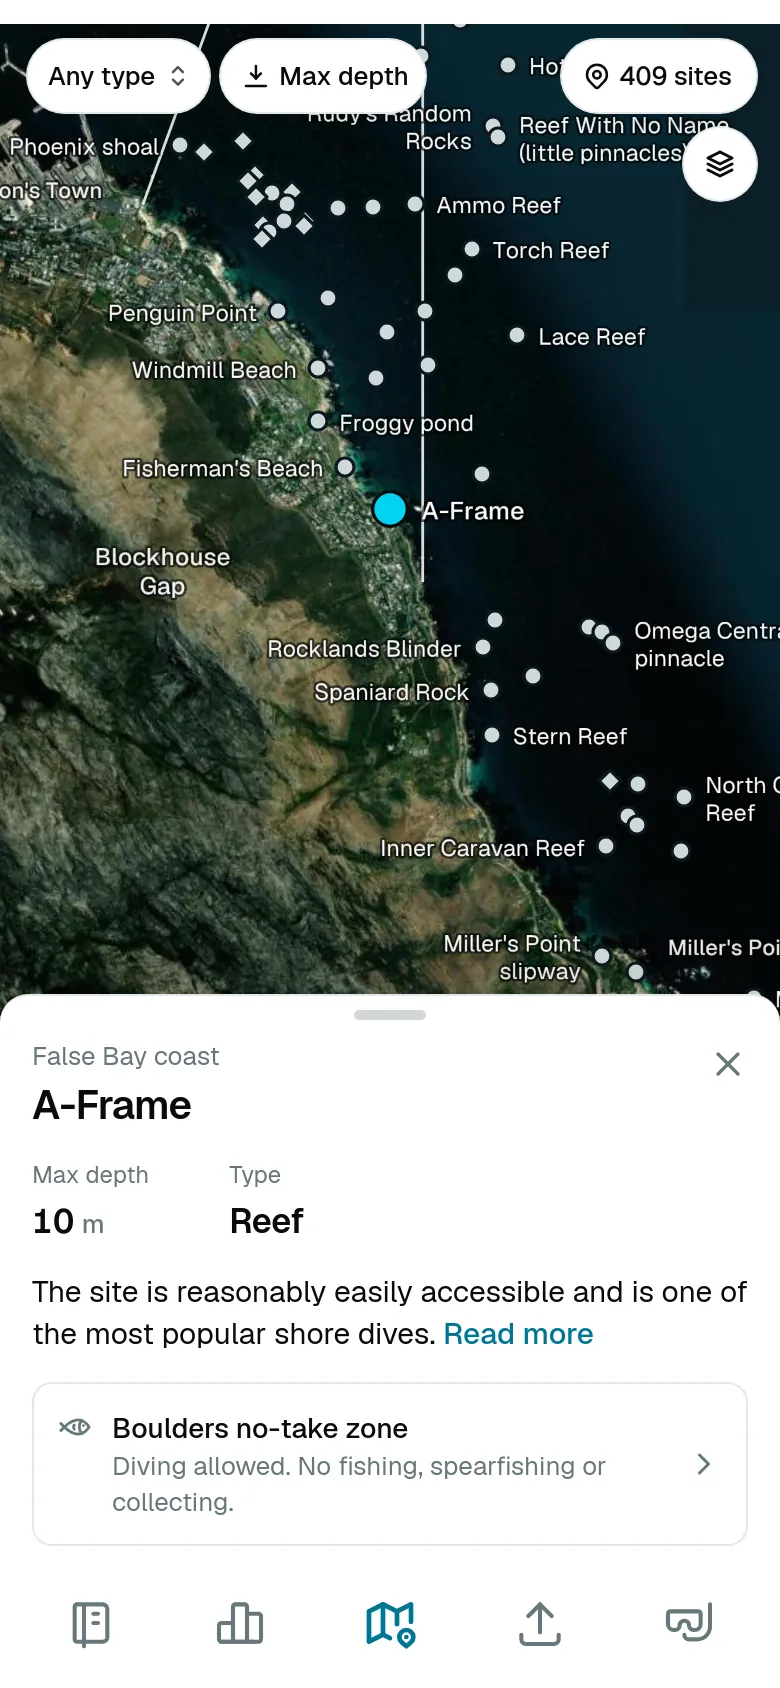 Any type
Max depth
409 sites
Rudy's Random
Rocks
Reef With No Name
(little pinnacles)
Phoenix shoal
on's Town
Ammo Reef
Torch Reef
Penguin Point
Lace Reef
Windmill Beach
Froggy pond
Fisherman's Beach
A-Frame
Blockhouse
Gap
Omega Centra
pinnacle
Rocklands Blinder
Spaniard Rock
Stern Reef
North
Reef
Inner Caravan Reef
Miller's Point
slipway
Miller's Poi
False Bay coast
A-Frame
Max depth
Type
10 m
Reef
The site is reasonably easily accessible and is one of
the most popular shore dives. Read more
Boulders no-take zone
Diving allowed. No fishing, spearfishing or
collecting.